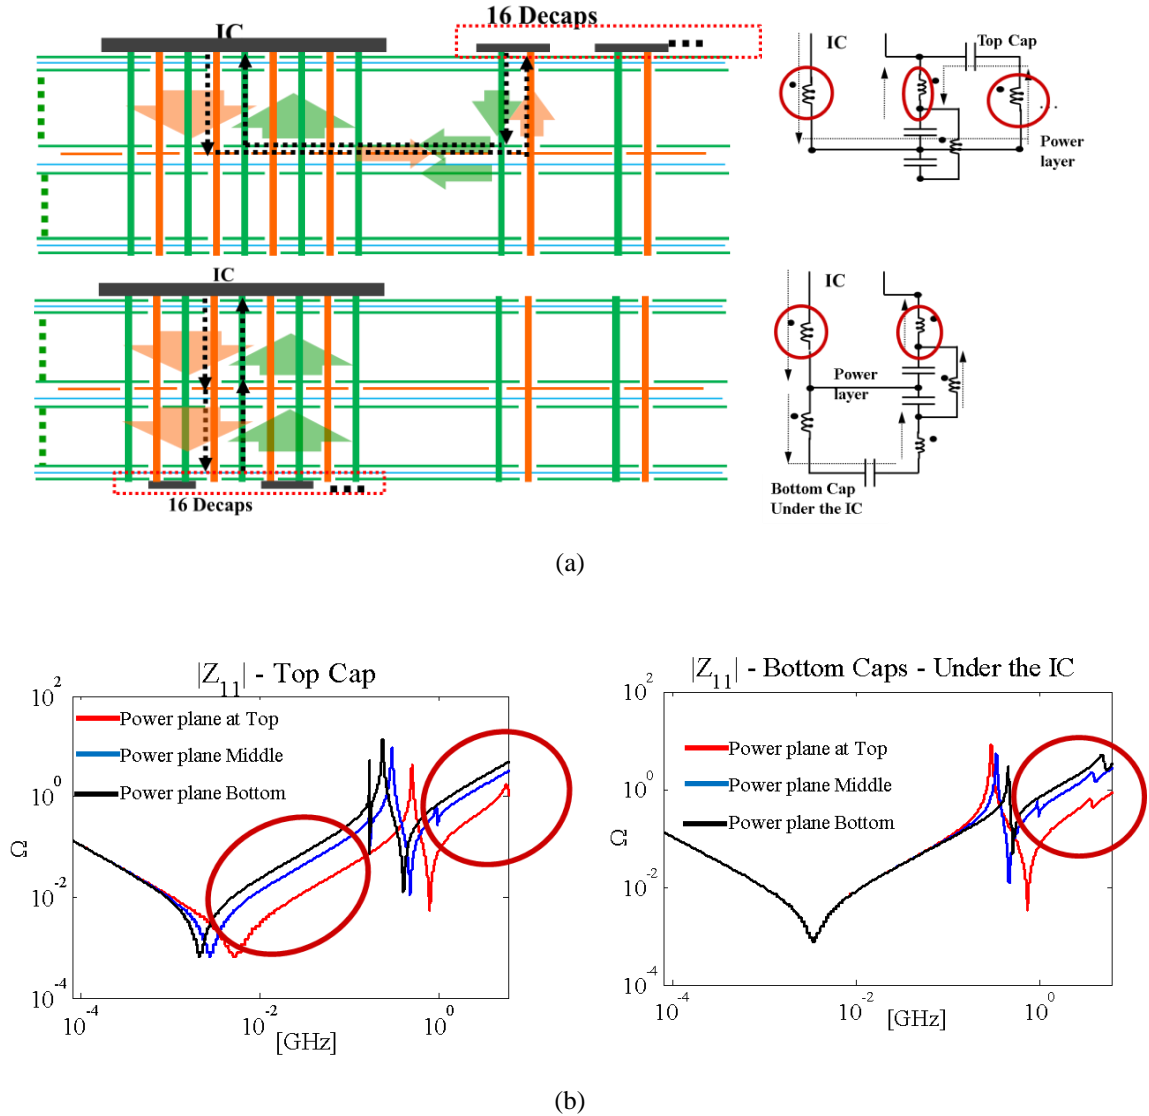 16 Decaps
IC
IC
Top Cap
Power
layer
IC
16 Decaps
IC
Power
layer
Bottom Cap
Under the IC
(a)
|Z11| - Top Cap
10^2
10^0
10^-2
10^-4
Ω
Power plane at Top
Power plane Middle
Power plane Bottom
10^-4
10^-2
10^0
[GHz]
|Z11| - Bottom Caps - Under the IC
10^2
10^0
10^-2
10^-4
Ω
Power plane at Top
Power plane Middle
Power plane Bottom
10^-4
10^-2
10^0
[GHz]
(b)